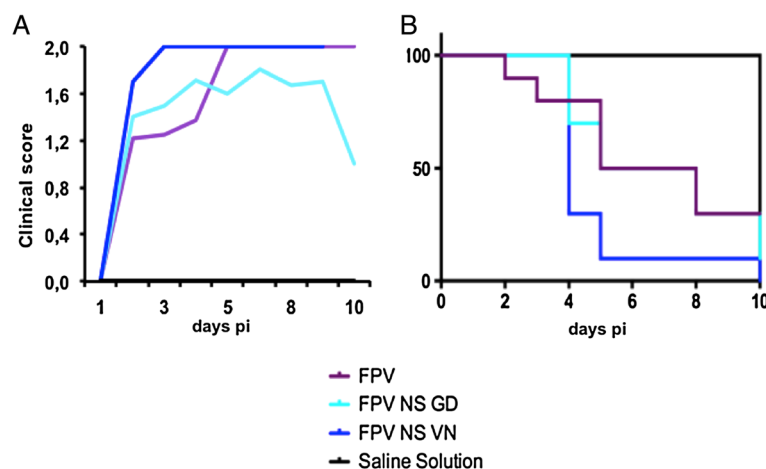 A
B
2,0
1,6
1,2
0,8
0,4
0,0
Clinical score
1 3 5 8 10
days pi
100
50
0
0 2 4 6 8 10
days pi
FPV
FPV NS GD
FPV NS VN
Saline Solution